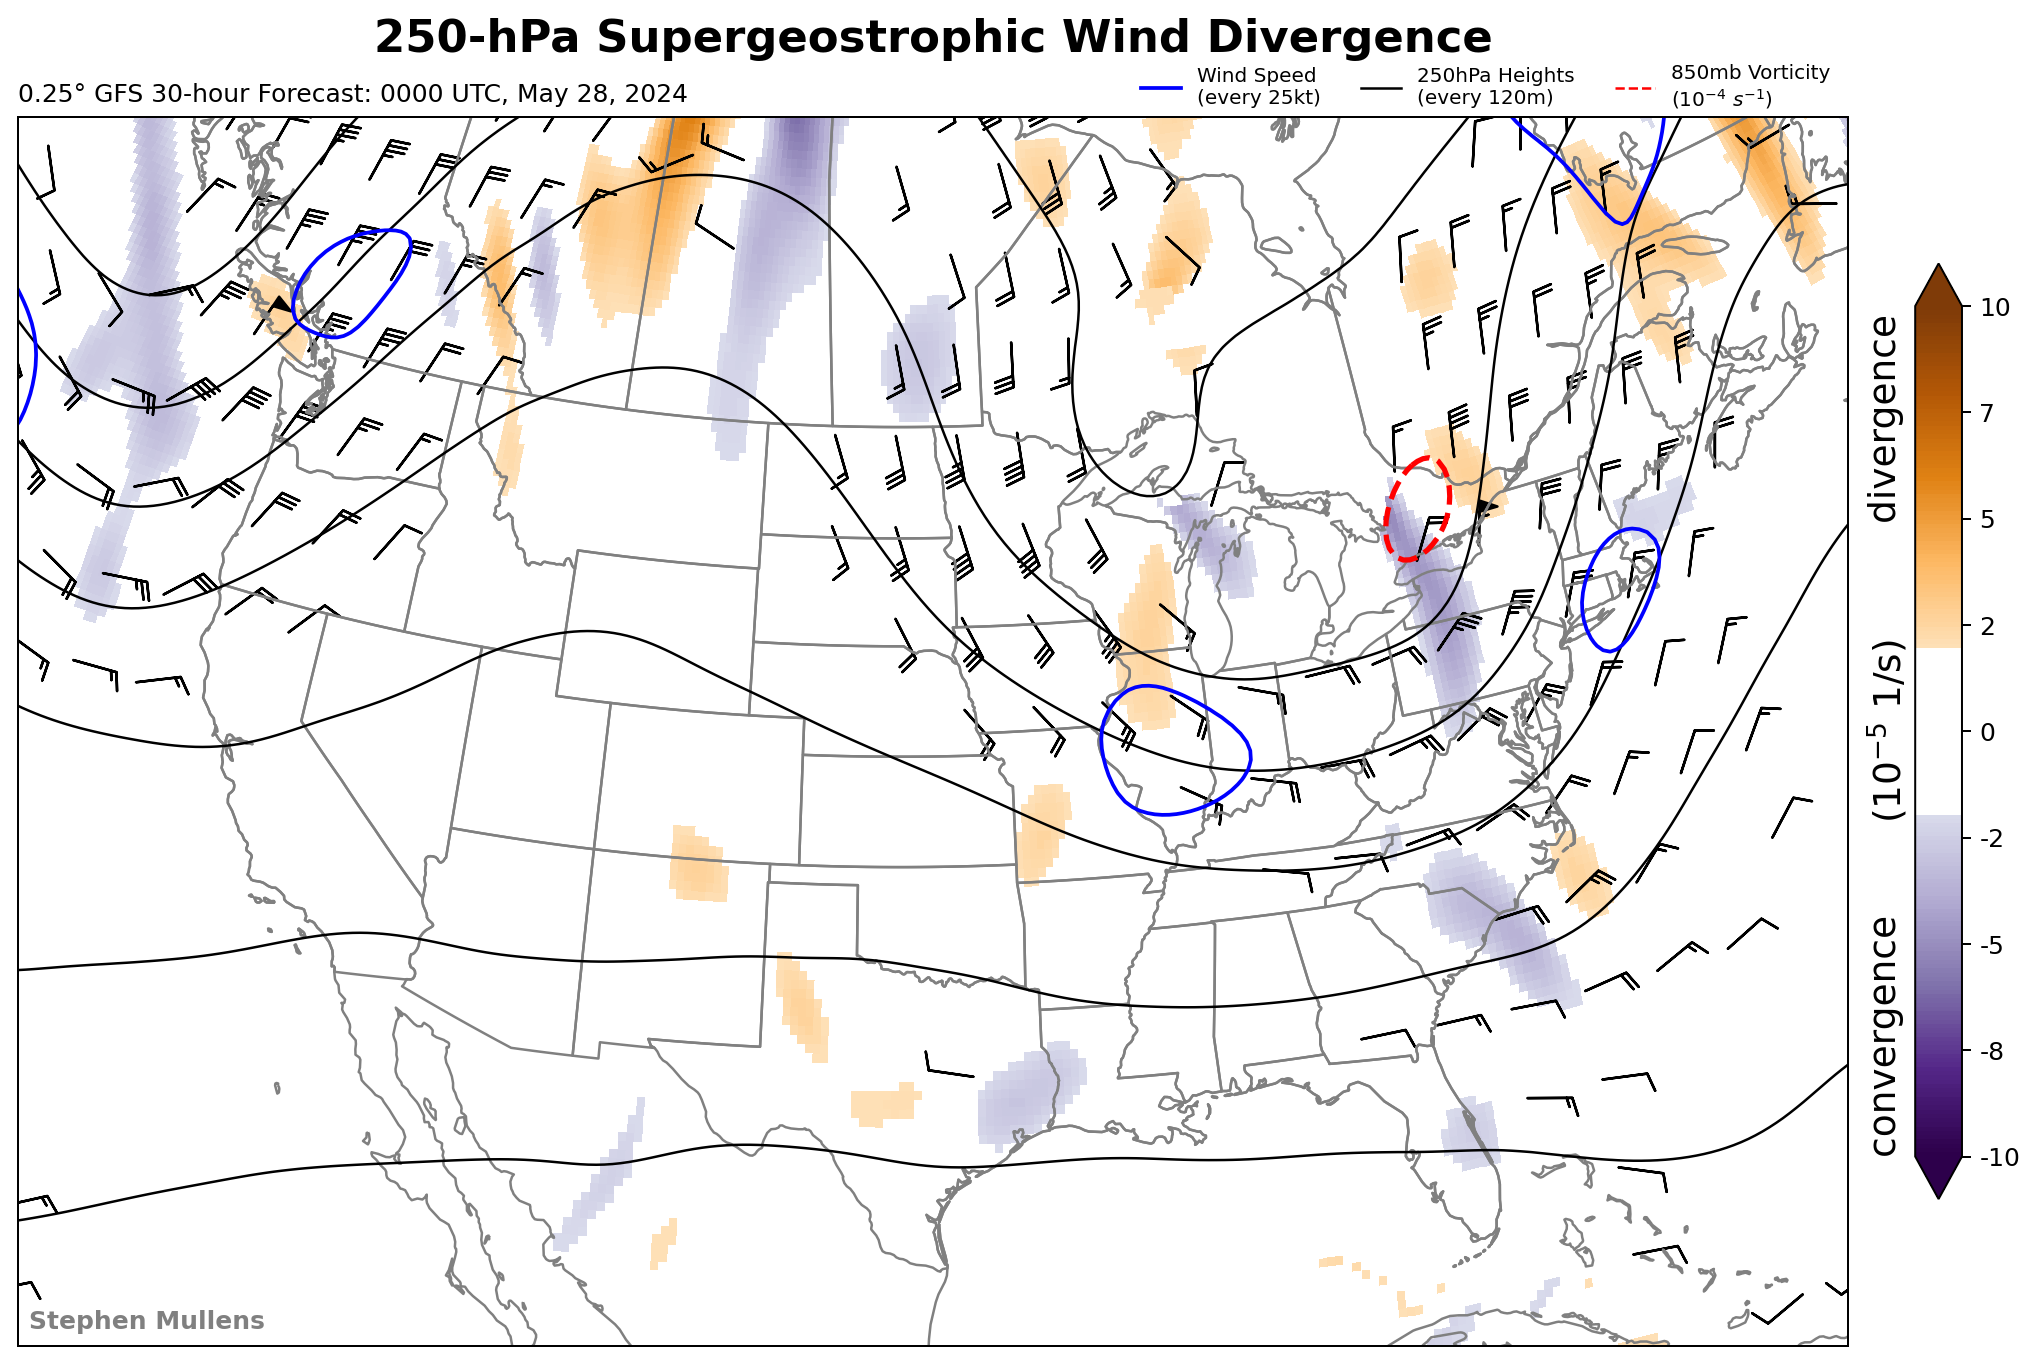 250-hPa Supergeostrophic Wind Divergence
0.25° GFS 30-hour Forecast: 0000 UTC, May 28, 2024
Wind Speed
(every 25kt)
250hPa Heights
(every 120m)
850mb Vorticity
(10⁻⁴ s⁻¹)
10
7
5
2
0
-2
-5
-8
-10
convergence (10⁻⁵ 1/s) divergence
Stephen Mullens